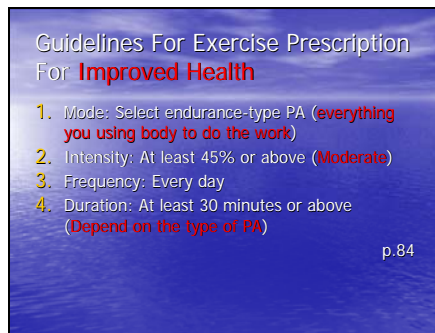 Guidelines For Exercise Prescription
For Improved Health
1. Mode: Select endurance-type PA (everything
you using body to do the work)
2. Intensity: At least 45% or above (Moderate)
3. Frequency: Every day
4. Duration: At least 30 minutes or above
(Depend on the type of PA)
p.84